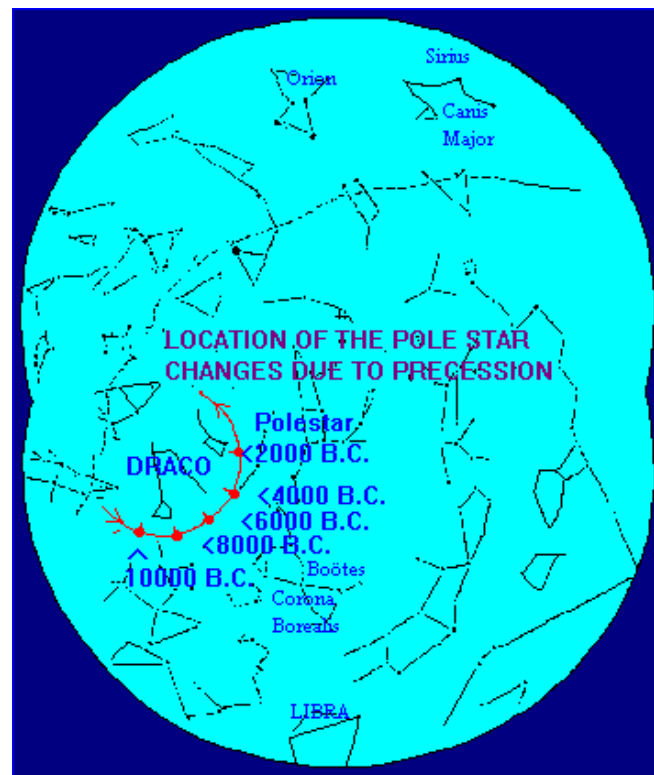 Sirius
Orion
Canis
Major
LOCATION OF THE POLE STAR
CHANGES DUE TO PRECESSION
Polestar
DRACO
<2000 B.C.
<4000 B.C.
<6000 B.C.
<8000 B.C.
^
10000 B.C.
Boötes
Corona
Borealis
LIBRA